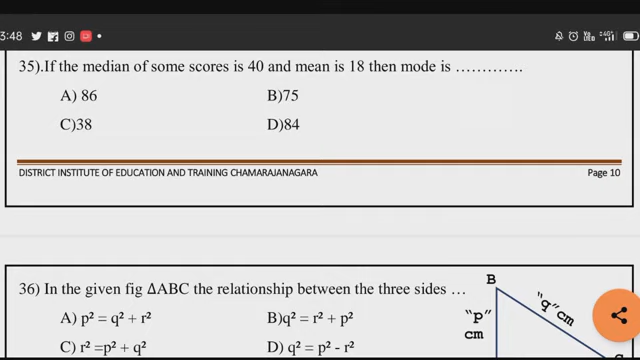 3:48
35).If the median of some scores is 40 and mean is 18 then mode is ………….
A) 86 B)75
C)38 D)84
DISTRICT INSTITUTE OF EDUCATION AND TRAINING CHAMARAJANAGARA Page 10
36) In the given fig ΔABC the relationship between the three sides …
A) p² = q² + r² B)q² = r² + p²
C) r² =p² + q² D) q² = p² - r²
B
"q" cm
"p"
cm